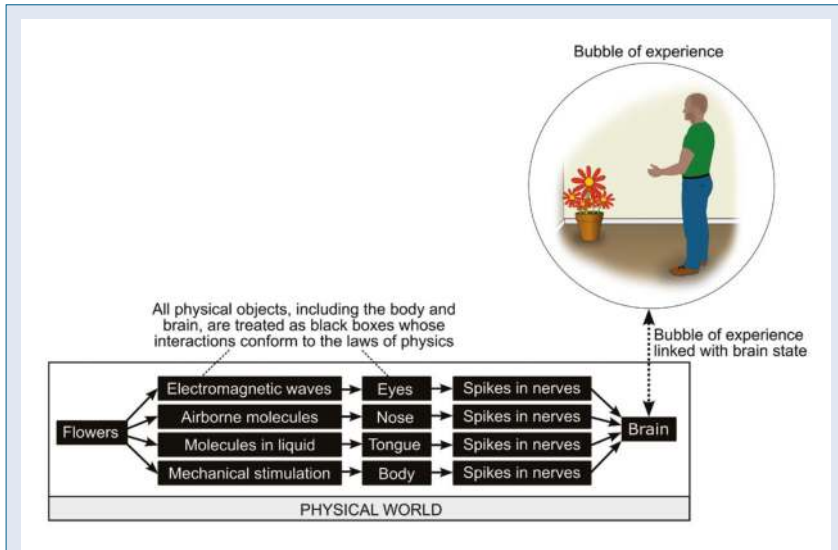 Bubble of experience
All physical objects, including the body and
brain, are treated as black boxes whose
interactions conform to the laws of physics
Bubble of experience
linked with brain state
Electromagnetic waves
Eyes
Spikes in nerves
Airborne molecules
Nose
Spikes in nerves
Flowers
Brain
Molecules in liquid
Tongue
Spikes in nerves
Mechanical stimulation
Body
Spikes in nerves
PHYSICAL WORLD